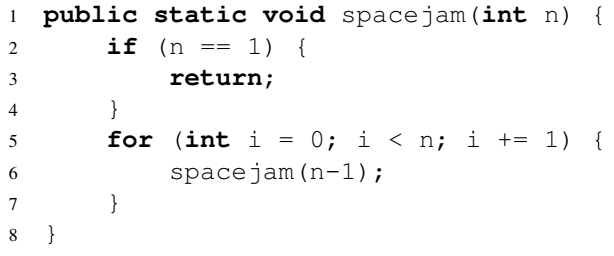 1 public static void spacejam(int n) {
2     if (n == 1) {
3         return;
4     }
5     for (int i = 0; i < n; i += 1) {
6         spacejam(n-1);
7     }
8 }